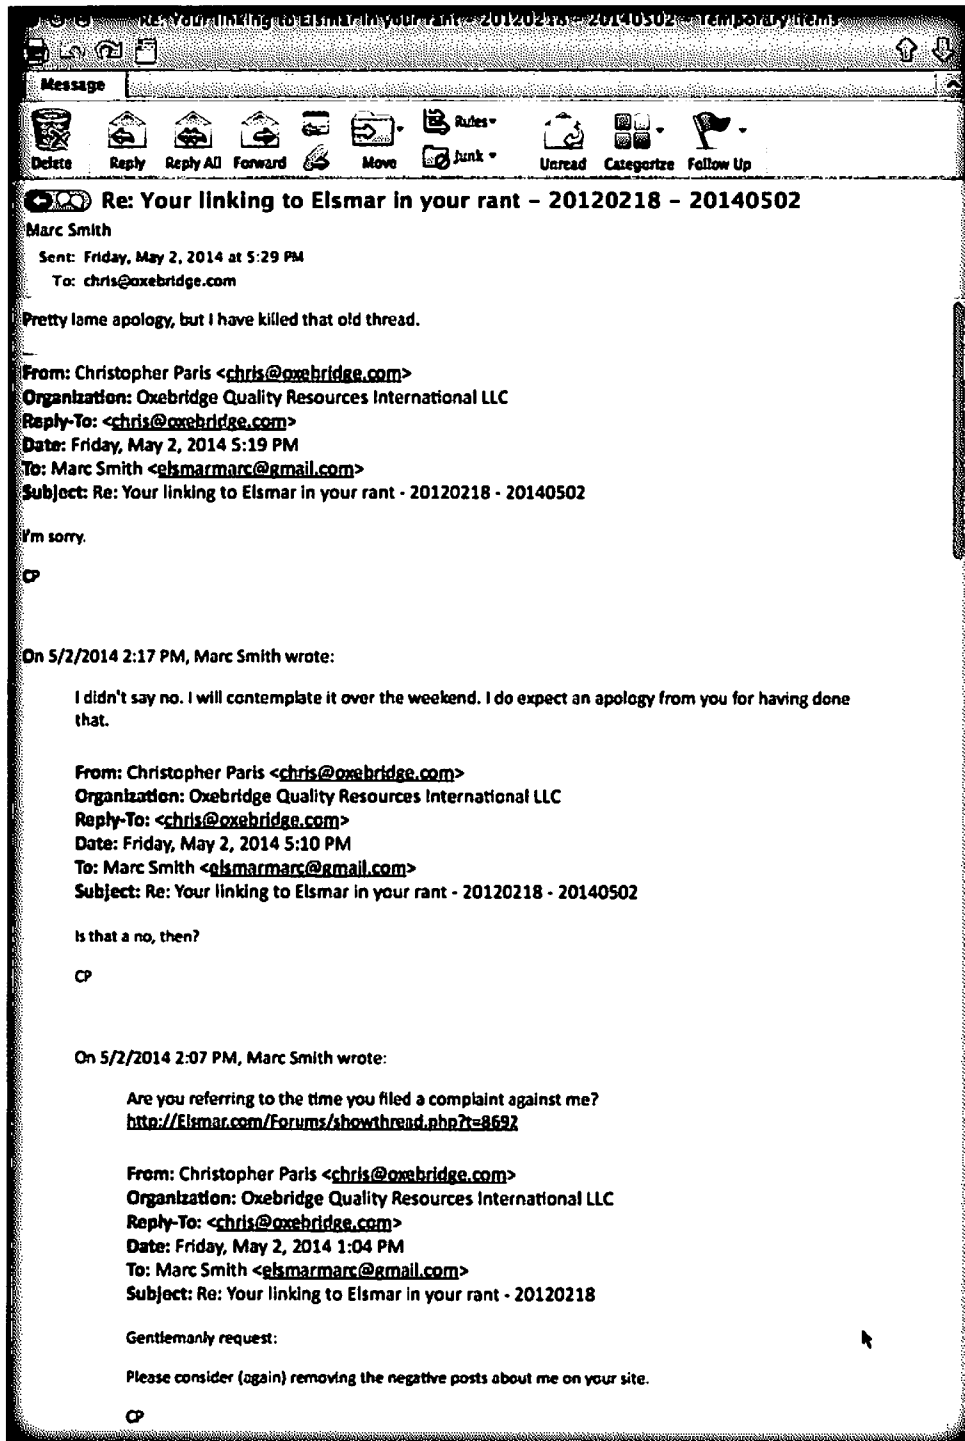 Re: Your linking to Elsmar in your rant – 20120218 – 20140502 – Temporary Items
Message
Delete
Reply
Reply All
Forward
Move
Rules
Junk
Unread
Categorize
Follow Up
Re: Your linking to Elsmar in your rant – 20120218 – 20140502
Marc Smith
Sent: Friday, May 2, 2014 at 5:29 PM
To: chris@oxebridge.com
Pretty lame apology, but I have killed that old thread.
From: Christopher Paris <chris@oxebridge.com>
Organization: Oxebridge Quality Resources International LLC
Reply-To: <chris@oxebridge.com>
Date: Friday, May 2, 2014 5:19 PM
To: Marc Smith <elsmarmarc@gmail.com>
Subject: Re: Your linking to Elsmar in your rant - 20120218 - 20140502
I'm sorry.
CP
On 5/2/2014 2:17 PM, Marc Smith wrote:
I didn't say no. I will contemplate it over the weekend. I do expect an apology from you for having done
that.
From: Christopher Paris <chris@oxebridge.com>
Organization: Oxebridge Quality Resources International LLC
Reply-To: <chris@oxebridge.com>
Date: Friday, May 2, 2014 5:10 PM
To: Marc Smith <elsmarmarc@gmail.com>
Subject: Re: Your linking to Elsmar in your rant - 20120218 - 20140502
Is that a no, then?
CP
On 5/2/2014 2:07 PM, Marc Smith wrote:
Are you referring to the time you filed a complaint against me?
http://Elsmar.com/Forums/showthread.php?t=8692
From: Christopher Paris <chris@oxebridge.com>
Organization: Oxebridge Quality Resources International LLC
Reply-To: <chris@oxebridge.com>
Date: Friday, May 2, 2014 1:04 PM
To: Marc Smith <elsmarmarc@gmail.com>
Subject: Re: Your linking to Elsmar in your rant - 20120218
Gentlemanly request:
Please consider (again) removing the negative posts about me on your site.
CP